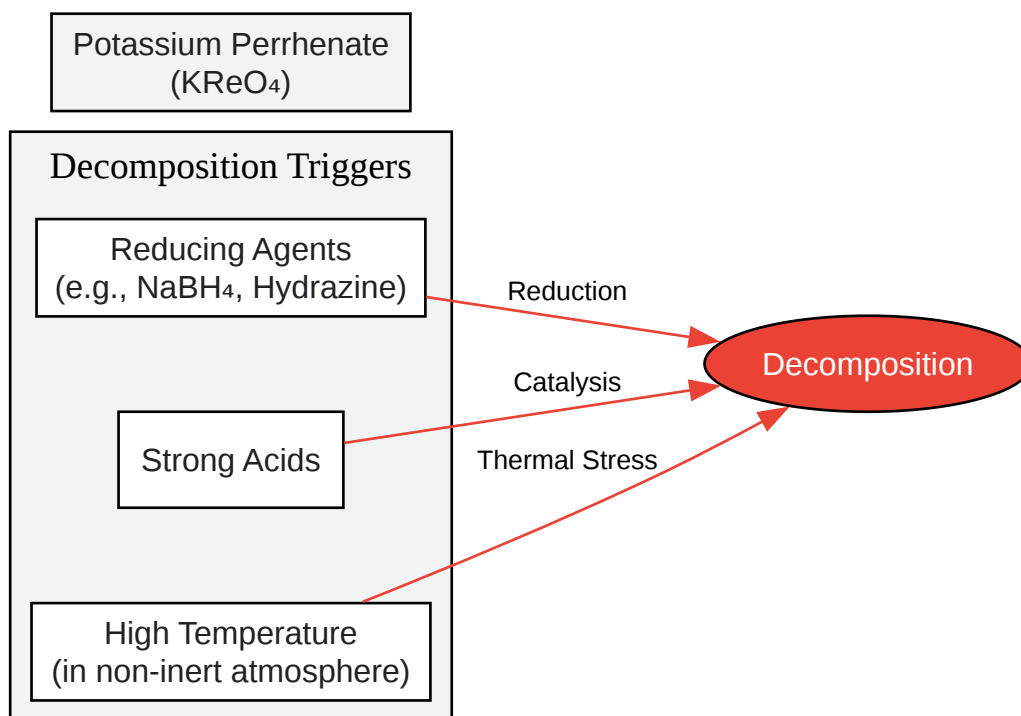 Potassium Perrhenate
(KReO₄)
Decomposition Triggers
Reducing Agents
(e.g., NaBH₄, Hydrazine)
Reduction
Decomposition
Catalysis
Strong Acids
Thermal Stress
High Temperature
(in non-inert atmosphere)